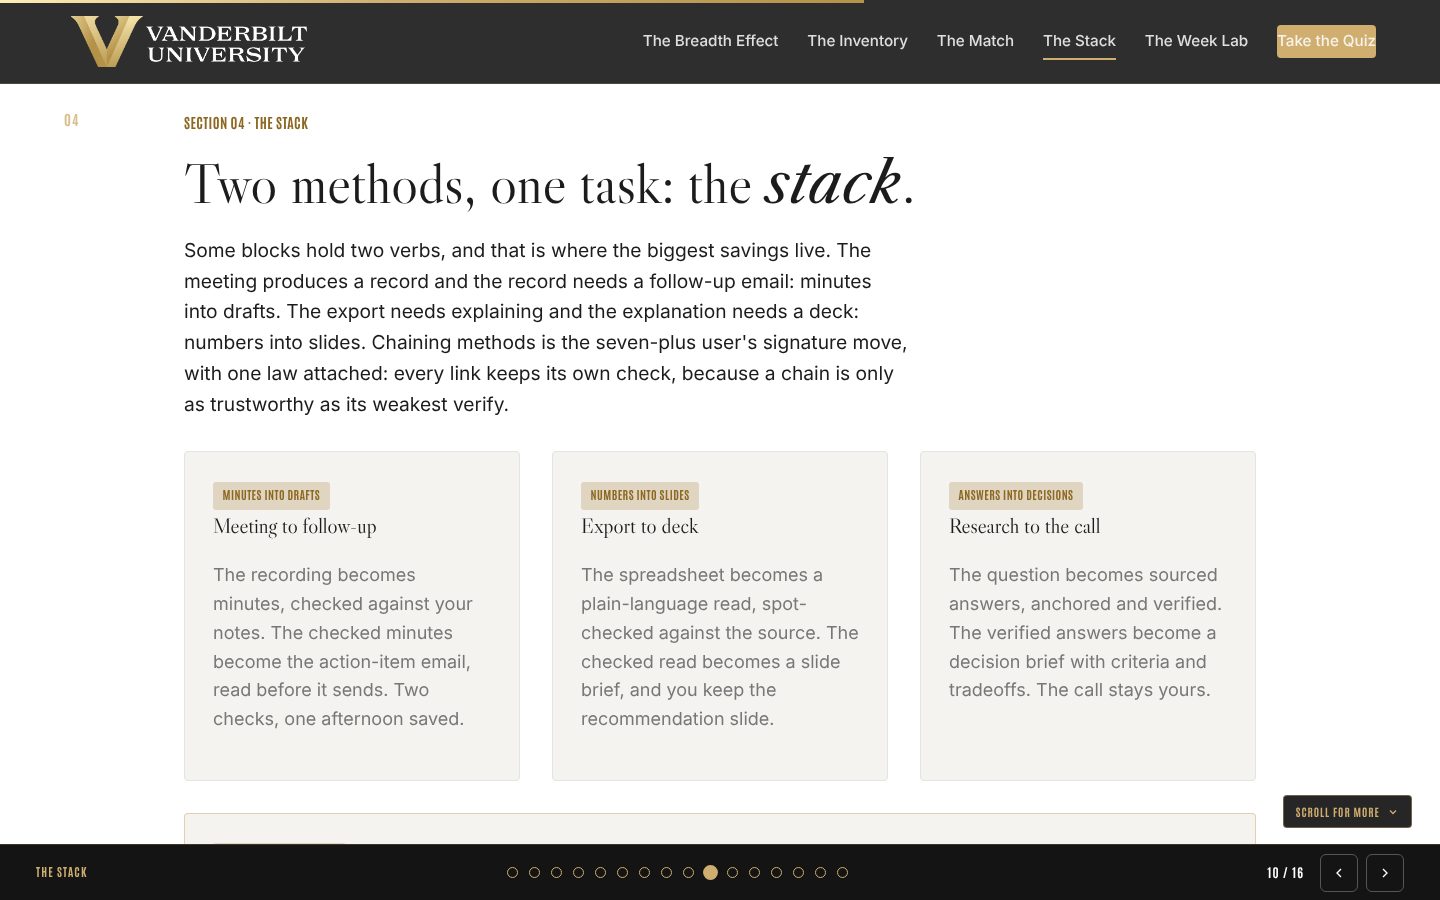 VANDERBILT
UNIVERSITY
The Breadth Effect
The Inventory
The Match
The Stack
The Week Lab
Take the Quiz
04
SECTION 04 · THE STACK
Two methods, one task: the stack.
Some blocks hold two verbs, and that is where the biggest savings live. The
meeting produces a record and the record needs a follow-up email: minutes
into drafts. The export needs explaining and the explanation needs a deck:
numbers into slides. Chaining methods is the seven-plus user's signature move,
with one law attached: every link keeps its own check, because a chain is only
as trustworthy as its weakest verify.
MINUTES INTO DRAFTS
Meeting to follow-up
The recording becomes
minutes, checked against your
notes. The checked minutes
become the action-item email,
read before it sends. Two
checks, one afternoon saved.
NUMBERS INTO SLIDES
Export to deck
The spreadsheet becomes a
plain-language read, spot-
checked against the source. The
checked read becomes a slide
brief, and you keep the
recommendation slide.
ANSWERS INTO DECISIONS
Research to the call
The question becomes sourced
answers, anchored and verified.
The verified answers become a
decision brief with criteria and
tradeoffs. The call stays yours.
SCROLL FOR MORE
THE STACK
10 / 16